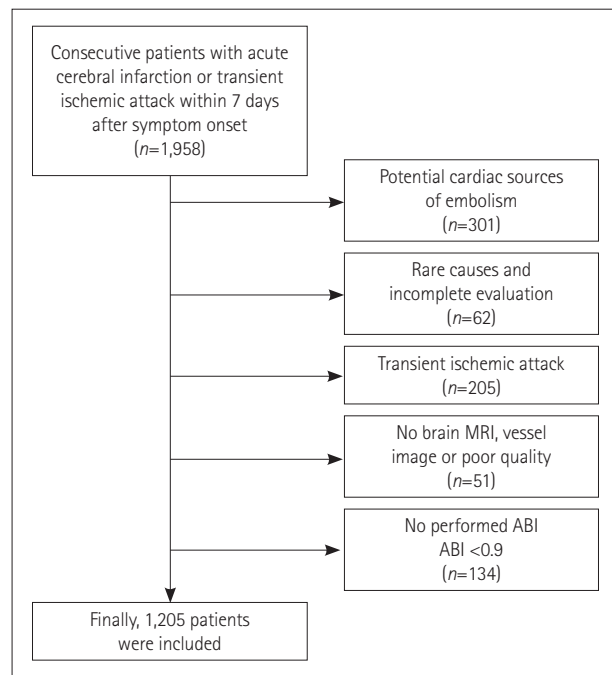 Consecutive patients with acute
cerebral infarction or transient
ischemic attack within 7 days
after symptom onset
(n=1,958)
Potential cardiac sources
of embolism
(n=301)
Rare causes and
incomplete evaluation
(n=62)
Transient ischemic attack
(n=205)
No brain MRI, vessel
image or poor quality
(n=51)
No performed ABI
ABI <0.9
(n=134)
Finally, 1,205 patients
were included